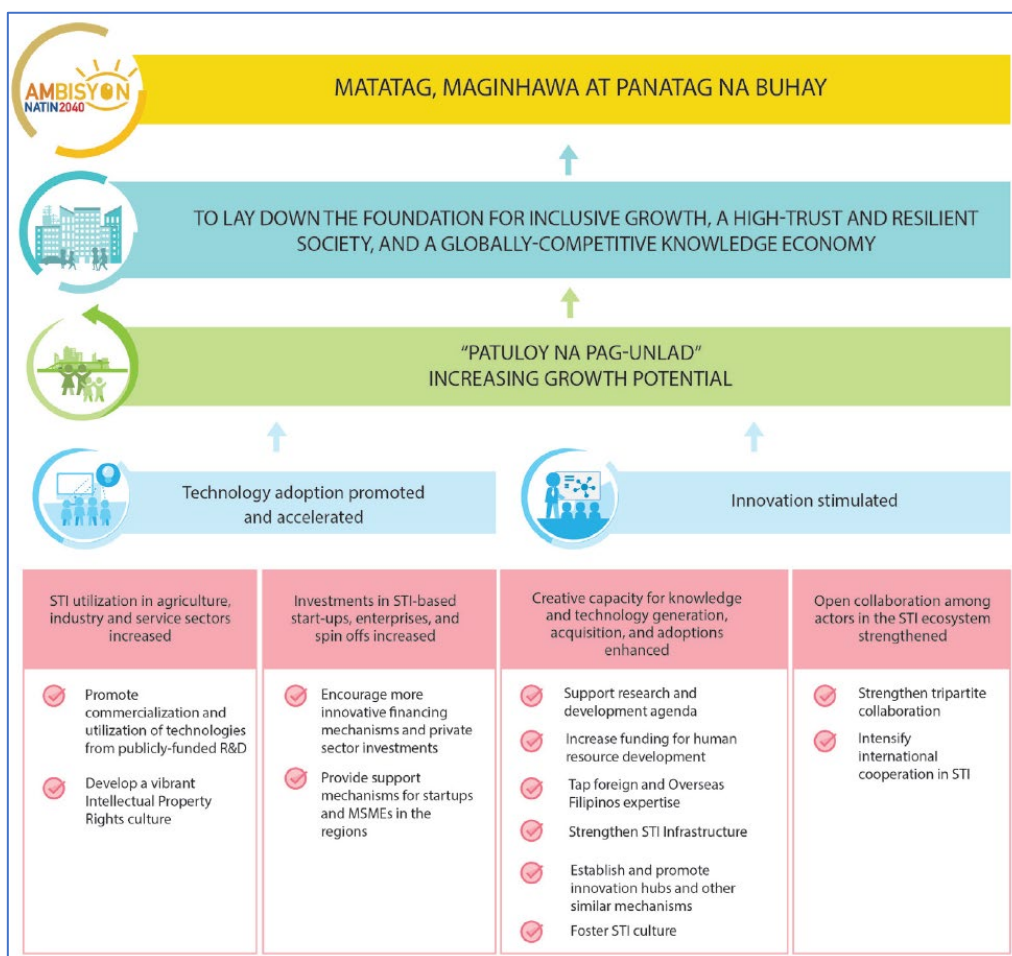 AMBISYON
NATIN2040
MATATAG, MAGINHAWA AT PANATAG NA BUHAY
TO LAY DOWN THE FOUNDATION FOR INCLUSIVE GROWTH, A HIGH-TRUST AND RESILIENT
SOCIETY, AND A GLOBALLY-COMPETITIVE KNOWLEDGE ECONOMY
"PATULOY NA PAG-UNLAD"
INCREASING GROWTH POTENTIAL
Technology adoption promoted
and accelerated
Innovation stimulated
STI utilization in agriculture,
industry and service sectors
increased
Promote
commercialization and
utilization of technologies
from publicly-funded R&D
Develop a vibrant
Intellectual Property
Rights culture
Investments in STI-based
start-ups, enterprises, and
spin offs increased
Encourage more
innovative financing
mechanisms and private
sector investments
Provide support
mechanisms for startups
and MSMEs in the
regions
Creative capacity for knowledge
and technology generation,
acquisition, and adoptions
enhanced
Support research and
development agenda
Increase funding for human
resource development
Tap foreign and Overseas
Filipinos expertise
Strengthen STI Infrastructure
Establish and promote
innovation hubs and other
similar mechanisms
Foster STI culture
Open collaboration among
actors in the STI ecosystem
strengthened
Strengthen tripartite
collaboration
Intensify
international
cooperation in STI